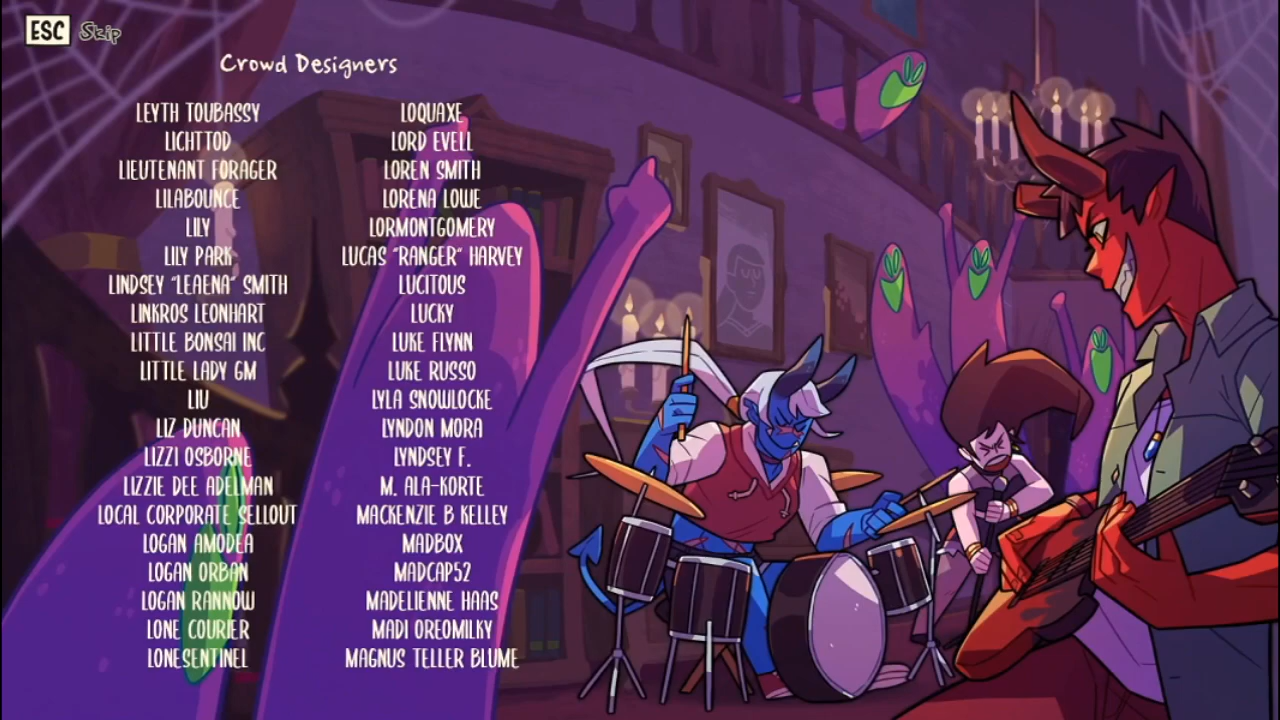 ESC Skip
Crowd Designers
LEYTH TOUBASSY
LICHTTOD
LIEUTENANT FORAGER
LILABOUNCE
LILY
LILY PARK
LINDSEY "LEAENA" SMITH
LINKROS LEONHART
LITTLE BONSAI INC
LITTLE LADY GM
LIU
LIZ DUNCAN
LIZZI OSBORNE
LIZZIE DEE ADELMAN
LOCAL CORPORATE SELLOUT
LOGAN AMODEA
LOGAN ORBAN
LOGAN RANNOW
LONE COURIER
LONESENTINEL
LOQUAXE
LORD EVELL
LOREN SMITH
LORENA LOWE
LORMONTGOMERY
LUCAS "RANGER" HARVEY
LUCITOUS
LUCKY
LUKE FLYNN
LUKE RUSSO
LYLA SNOWLOCKE
LYNDON MORA
LYNDSEY F.
M. ALA-KORTE
MACKENZIE B KELLEY
MADBOX
MADCAP52
MADELIENNE HAAS
MADI OREOMILKY
MAGNUS TELLER BLUME